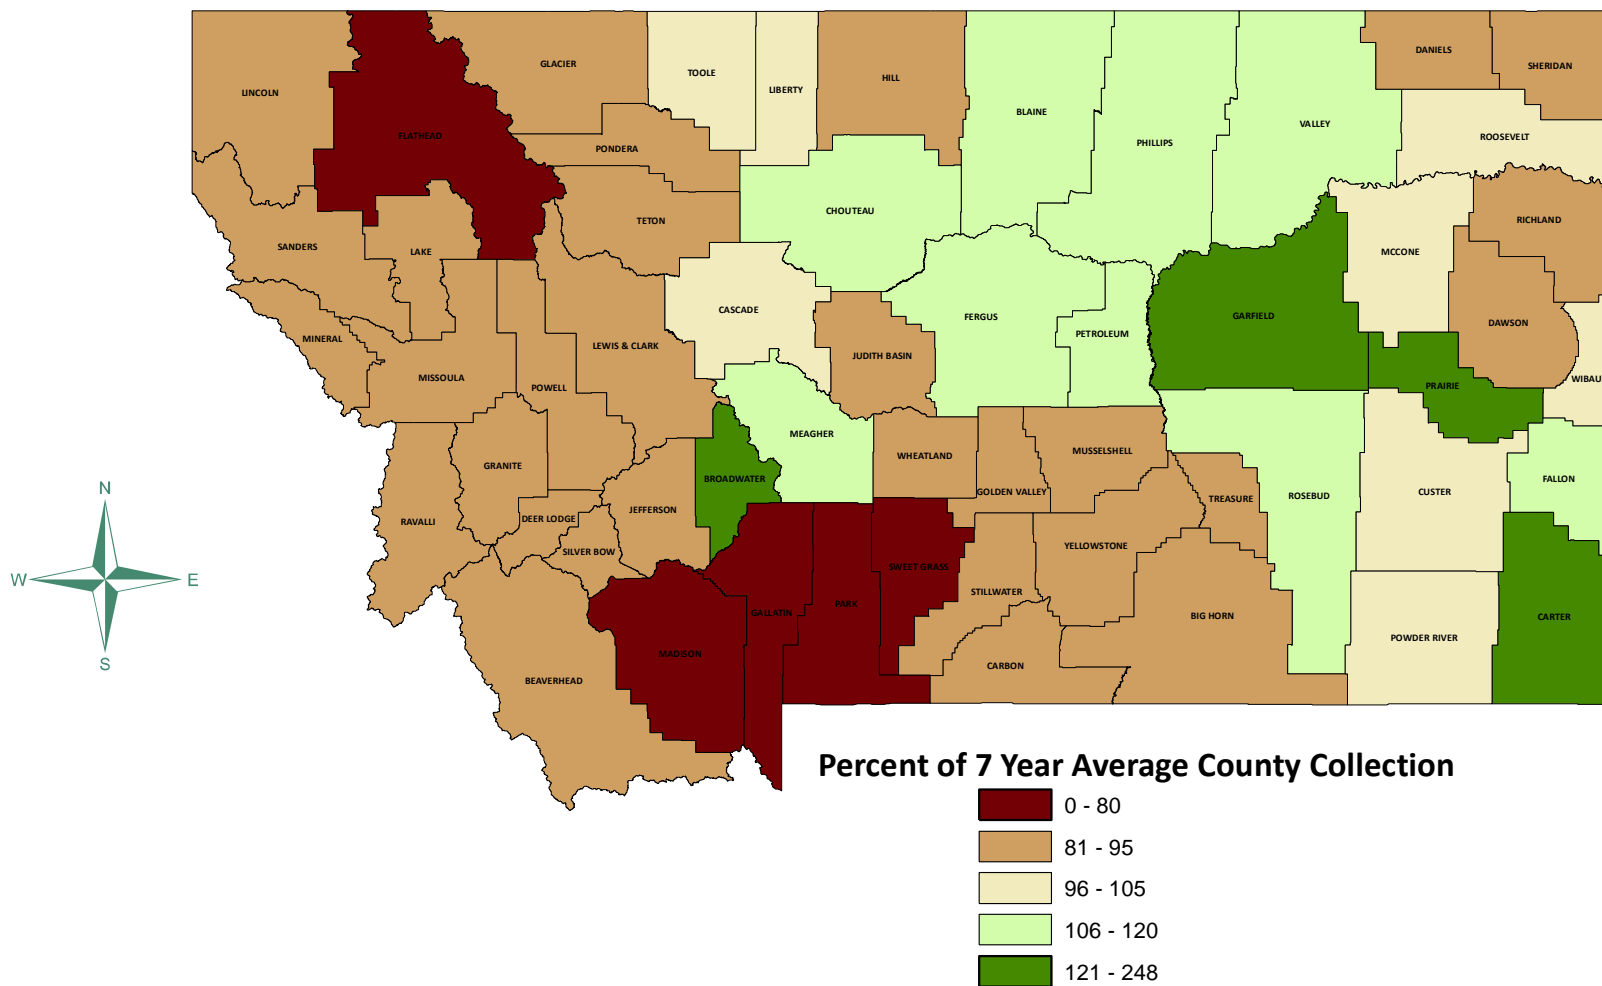 DANIELS
GLACIER
SHERIDAN
TOOLE
HILL
LIBERTY
LINCOLN
BLAINE
VALLEY
FLATHEAD
ROOSEVELT
PHILLIPS
PONDERA
CHOUTEAU
TETON
RICHLAND
SANDERS
LAKE
MCCONE
CASCADE
FERGUS
GARFIELD
DAWSON
PETROLEUM
MINERAL
LEWIS & CLARK
JUDITH BASIN
MISSOULA
WIBAU
POWELL
PRAIRIE
MEAGHER
MUSSELSHELL
WHEATLAND
GRANITE
BROADWATER
FALLON
N
GOLDEN VALLEY
CUSTER
ROSEBUD
TREASURE
JEFFERSON
RAVALLI
DEER LODGE
YELLOWSTONE
SILVER BOW
SWEET GRASS
W
E
STILLWATER
PARK
GALLATIN
BIG HORN
CARTER
POWDER RIVER
MADISON
S
CARBON
BEAVERHEAD
Percent of 7 Year Average County Collection
0 - 80
81 - 95
96 - 105
106 - 120
121 - 248